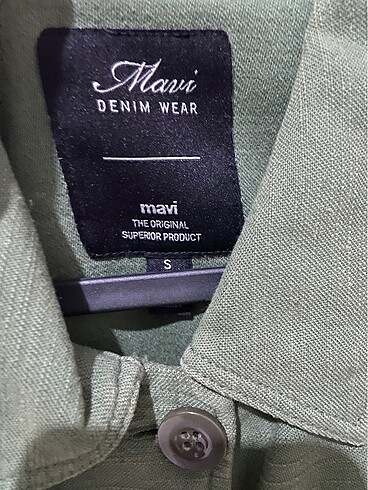 Mavi
DENIM WEAR
mavi
THE ORIGINAL
SUPERIOR PRODUCT
S